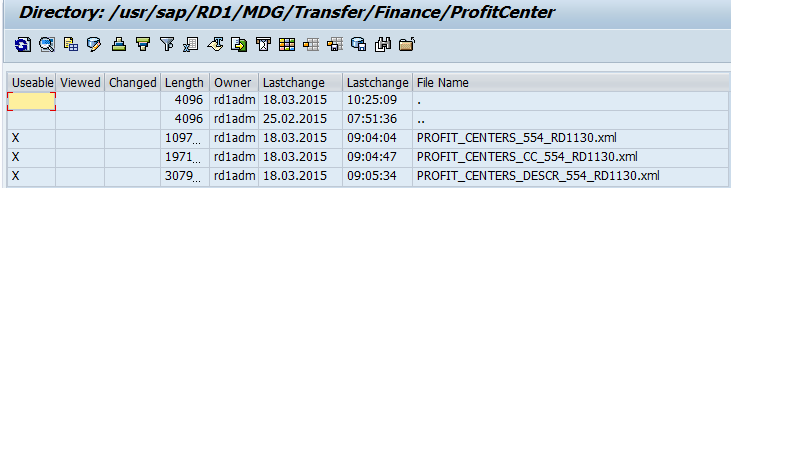 Directory: /usr/sap/RD1/MDG/Transfer/Finance/ProfitCenter
Useable Viewed Changed Length Owner Lastchange Lastchange File Name
4096 rd1adm 18.03.2015 10:25:09 .
4096 rd1adm 25.02.2015 07:51:36 ..
X 1097... rd1adm 18.03.2015 09:04:04 PROFIT_CENTERS_554_RD1130.xml
X 1971... rd1adm 18.03.2015 09:04:47 PROFIT_CENTERS_CC_554_RD1130.xml
X 3079... rd1adm 18.03.2015 09:05:34 PROFIT_CENTERS_DESCR_554_RD1130.xml